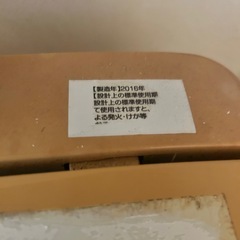 【製造年】2016年
【設計上の標準使用期
設計上の標準使用期
て使用されますと、
よる発火・けが等